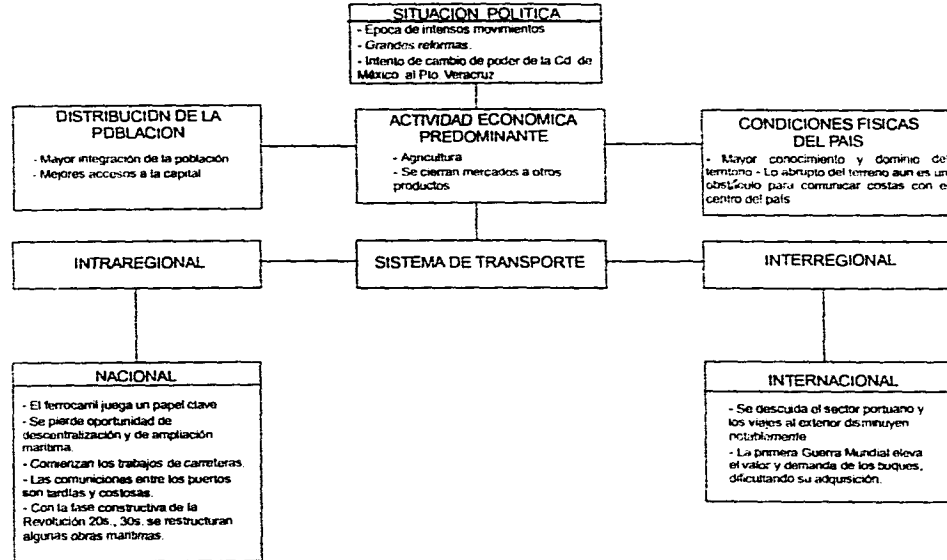 SITUACION POLITICA
- Epoca de intensos movimientos
- Grandes reformas.
- Intento de cambio de poder de la Cd de
México al Pto. Veracruz
DISTRIBUCION DE LA
POBLACION
- Mayor integración de la población
- Mejores accesos a la capital
ACTIVIDAD ECONOMICA
PREDOMINANTE
- Agricultura
- Se cierran mercados a otros
productos
CONDICIONES FISICAS
DEL PAIS
- Mayor conocimiento y dominio del
territorio - Lo abrupto del terreno aun es un
obstáculo para comunicar costas con e
centro del país
INTRAREGIONAL
SISTEMA DE TRANSPORTE
INTERREGIONAL
NACIONAL
- El ferrocarril juega un papel clave
- Se pierde oportunidad de
descentralización y de ampliación
marítima.
- Comienzan los trabajos de carreteras.
- Las comuniciones entre los puertos
son tardías y costosas.
- Con la fase constructiva de la
Revolución 20s., 30s. se restructuran
algunas obras marítimas.
INTERNACIONAL
- Se descuida el sector portuario y
los viajes al exterior disminuyen
notablemente
- La primera Guerra Mundial eleva
el valor y demanda de los buques,
dificultando su adquisición.